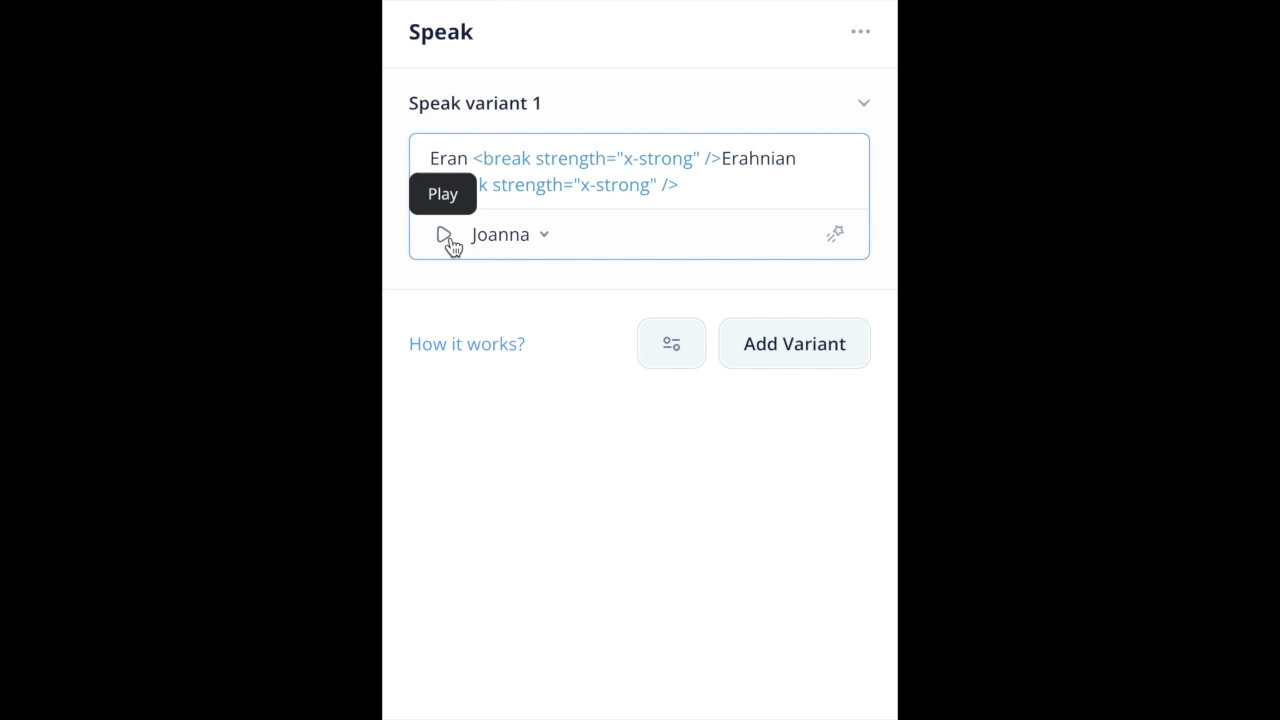 Speak
Speak variant 1
Eran <break strength="x-strong" />Erahnian
k strength="x-strong" />
Play
Joanna
How it works?
Add Variant